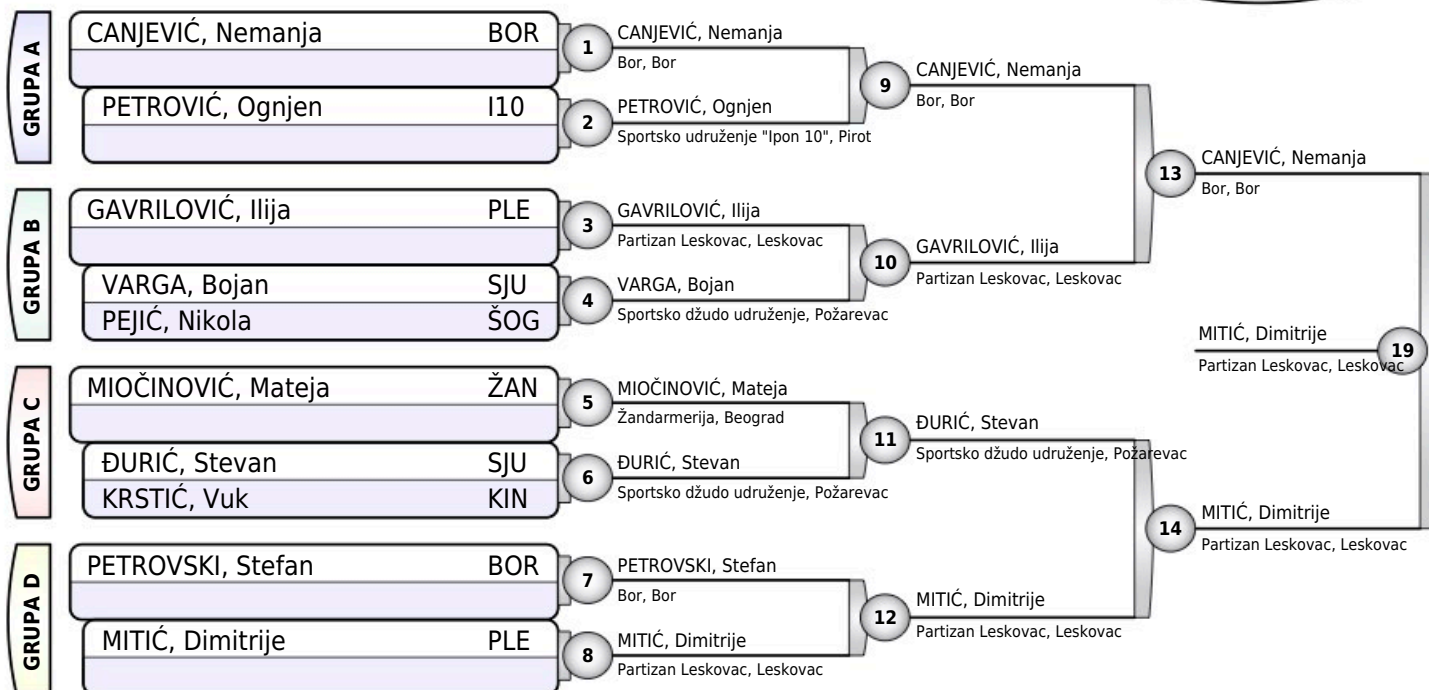 GRUPA A
CANJEVIĆ, Nemanja BOR
PETROVIĆ, Ognjen I10
1
CANJEVIĆ, Nemanja
Bor, Bor
2
PETROVIĆ, Ognjen
Sportsko udruženje "Ipon 10", Pirot
9
CANJEVIĆ, Nemanja
Bor, Bor
GRUPA B
GAVRILOVIĆ, Ilija PLE
VARGA, Bojan SJU
PEJIĆ, Nikola ŠOG
3
GAVRILOVIĆ, Ilija
Partizan Leskovac, Leskovac
4
VARGA, Bojan
Sportsko džudo udruženje, Požarevac
10
GAVRILOVIĆ, Ilija
Partizan Leskovac, Leskovac
13
CANJEVIĆ, Nemanja
Bor, Bor
GRUPA C
MIOČINOVIĆ, Mateja ŽAN
ĐURIĆ, Stevan SJU
KRSTIĆ, Vuk KIN
5
MIOČINOVIĆ, Mateja
Žandarmerija, Beograd
6
ĐURIĆ, Stevan
Sportsko džudo udruženje, Požarevac
11
ĐURIĆ, Stevan
Sportsko džudo udruženje, Požarevac
GRUPA D
PETROVSKI, Stefan BOR
MITIĆ, Dimitrije PLE
7
PETROVSKI, Stefan
Bor, Bor
8
MITIĆ, Dimitrije
Partizan Leskovac, Leskovac
12
MITIĆ, Dimitrije
Partizan Leskovac, Leskovac
14
MITIĆ, Dimitrije
Partizan Leskovac, Leskovac
MITIĆ, Dimitrije
Partizan Leskovac, Leskovac
19